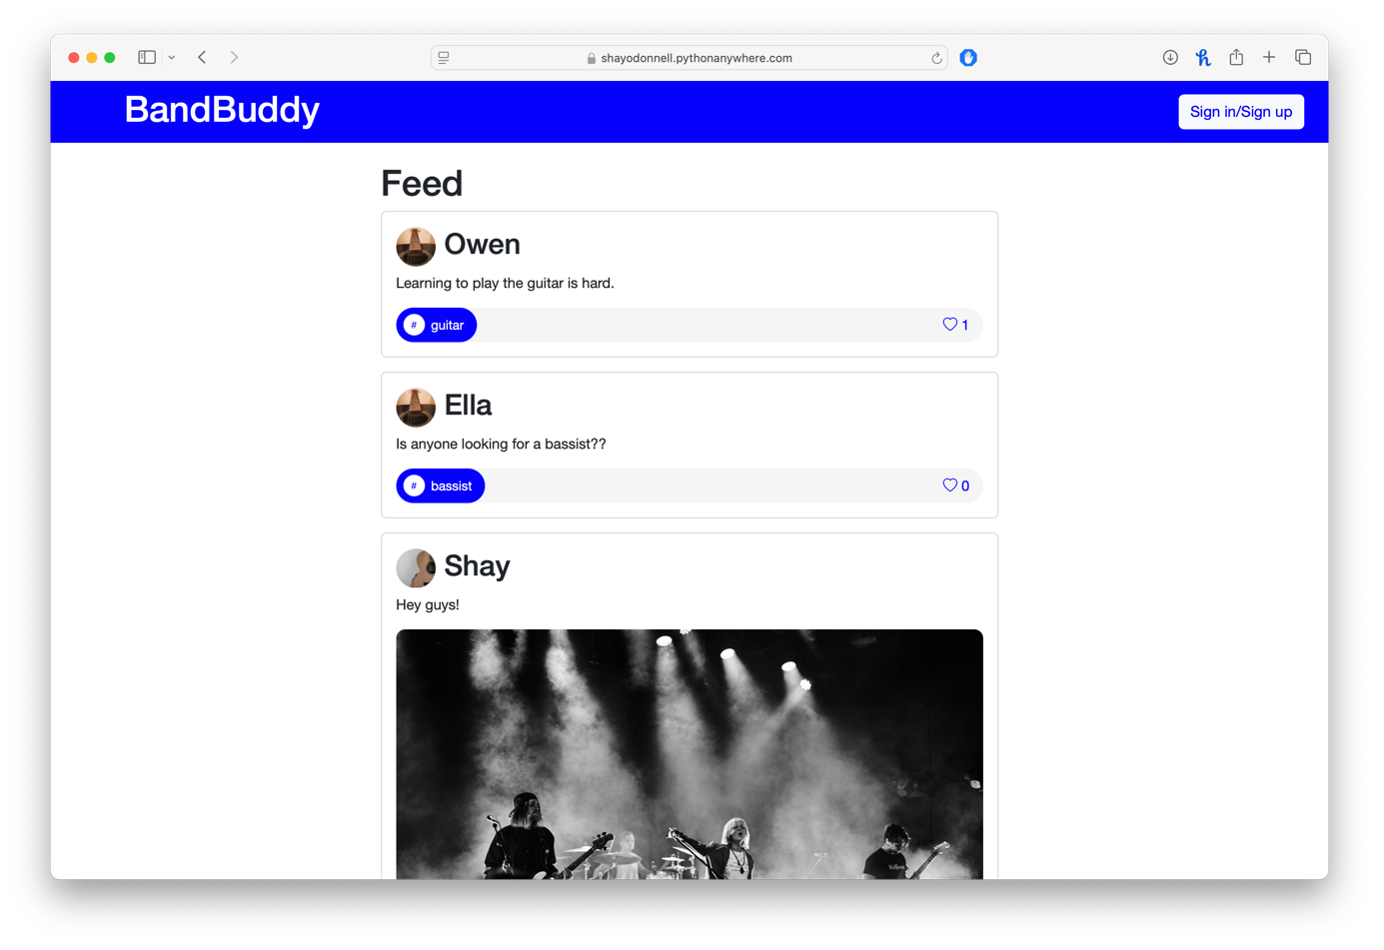 shayodonnell.pythonanywhere.com
BandBuddy
Sign in/Sign up
Feed
Owen
Learning to play the guitar is hard.
# guitar
1
Ella
Is anyone looking for a bassist??
# bassist
0
Shay
Hey guys!